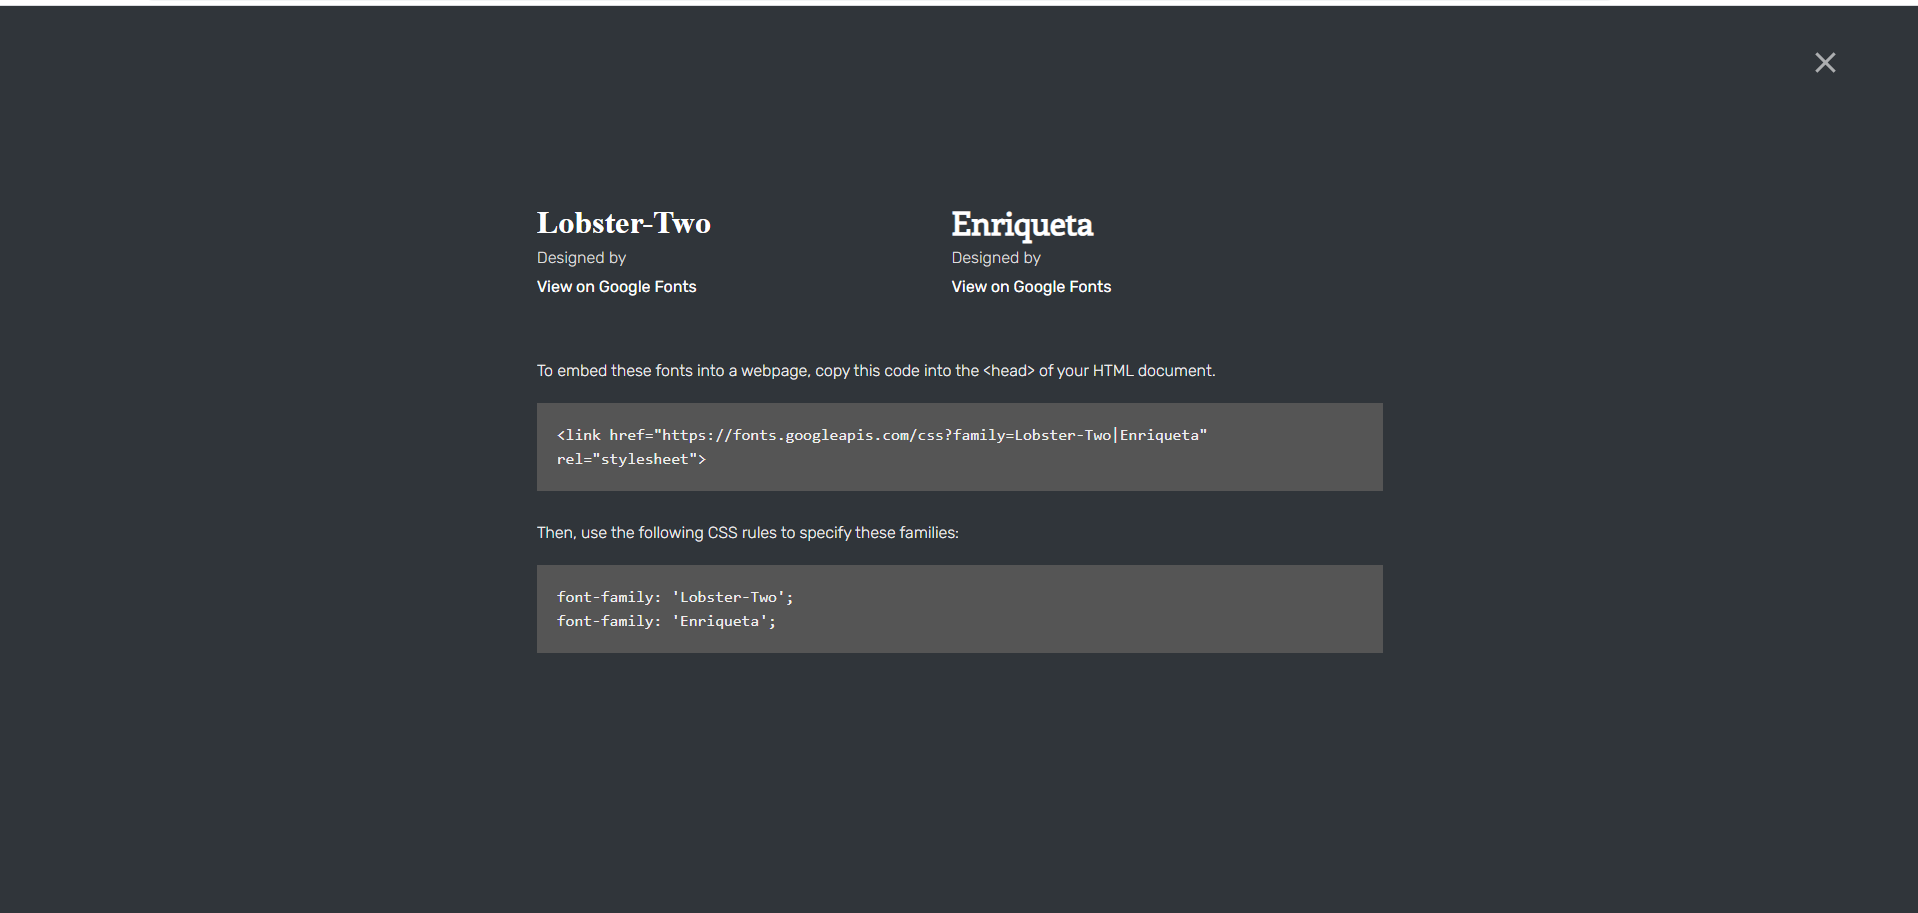 Lobster-Two
Designed by
View on Google Fonts
Enriqueta
Designed by
View on Google Fonts
To embed these fonts into a webpage, copy this code into the <head> of your HTML document.
<link href="https://fonts.googleapis.com/css?family=Lobster-Two|Enriqueta"
rel="stylesheet">
Then, use the following CSS rules to specify these families:
font-family: 'Lobster-Two';
font-family: 'Enriqueta';